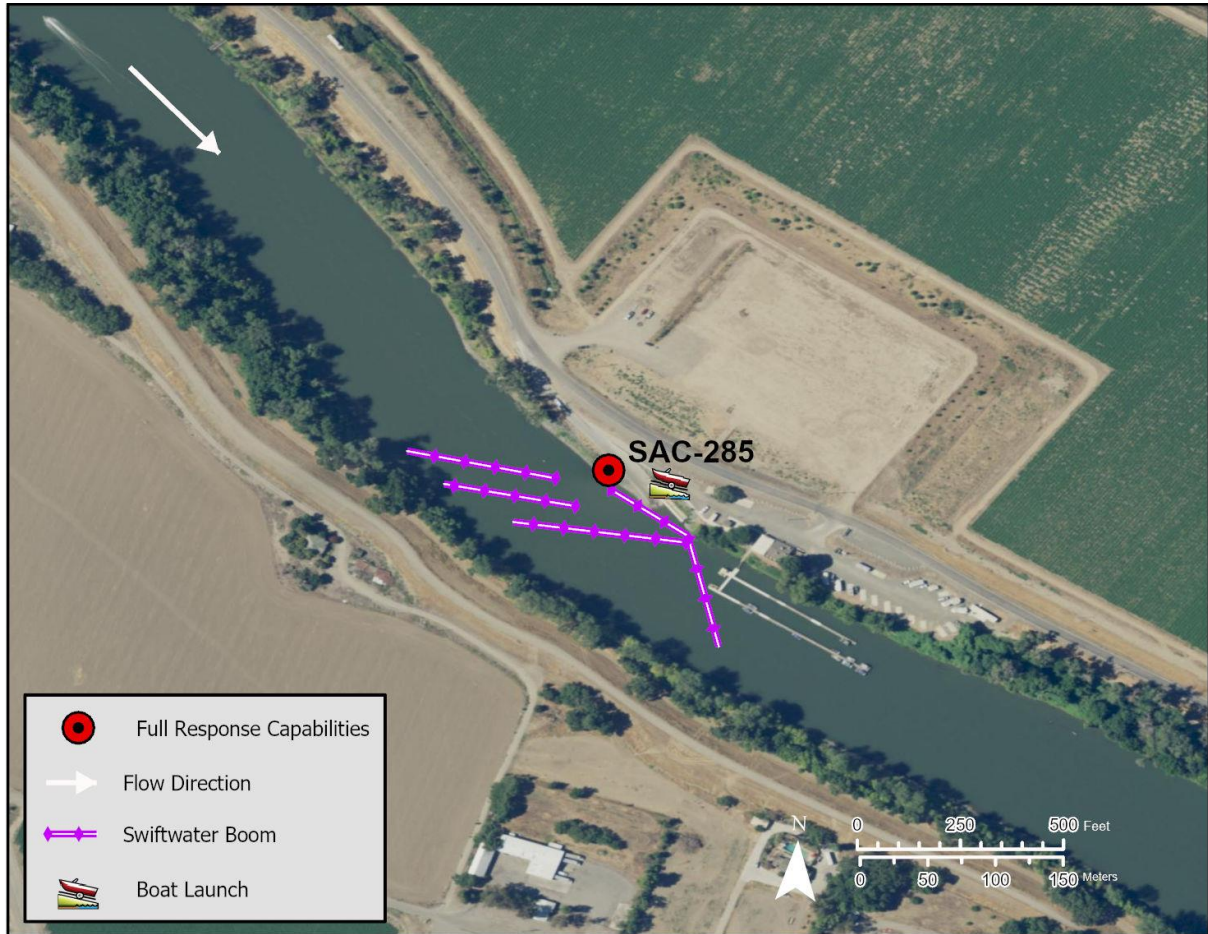 SAC-285
Full Response Capabilities
Flow Direction
Swiftwater Boom
Boat Launch
N
0 250 500 Feet
0 50 100 150 Meters